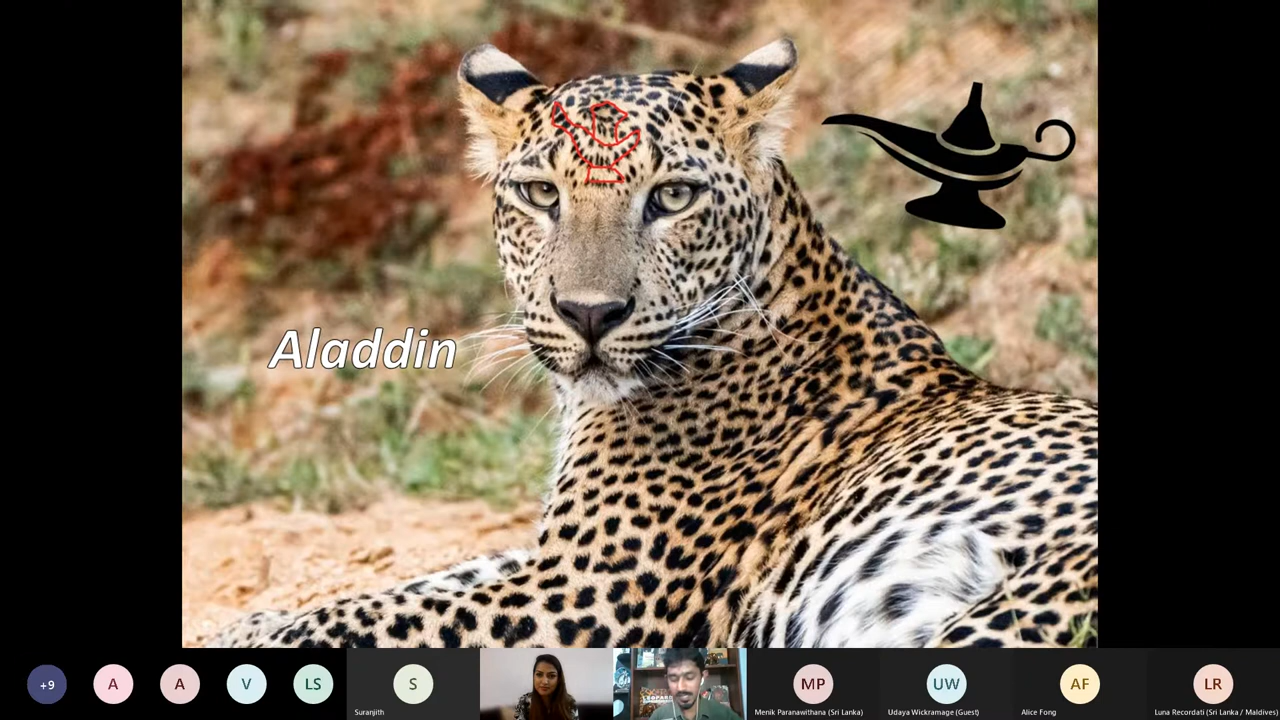 Aladdin
+9
A
A
V
LS
S
MP
UW
AF
LR
Suranjith
Menik Paranawithana (Sri Lanka)
Udaya Wickramage (Guest)
Alice Fong
Luna Recordati (Sri Lanka / Maldives)